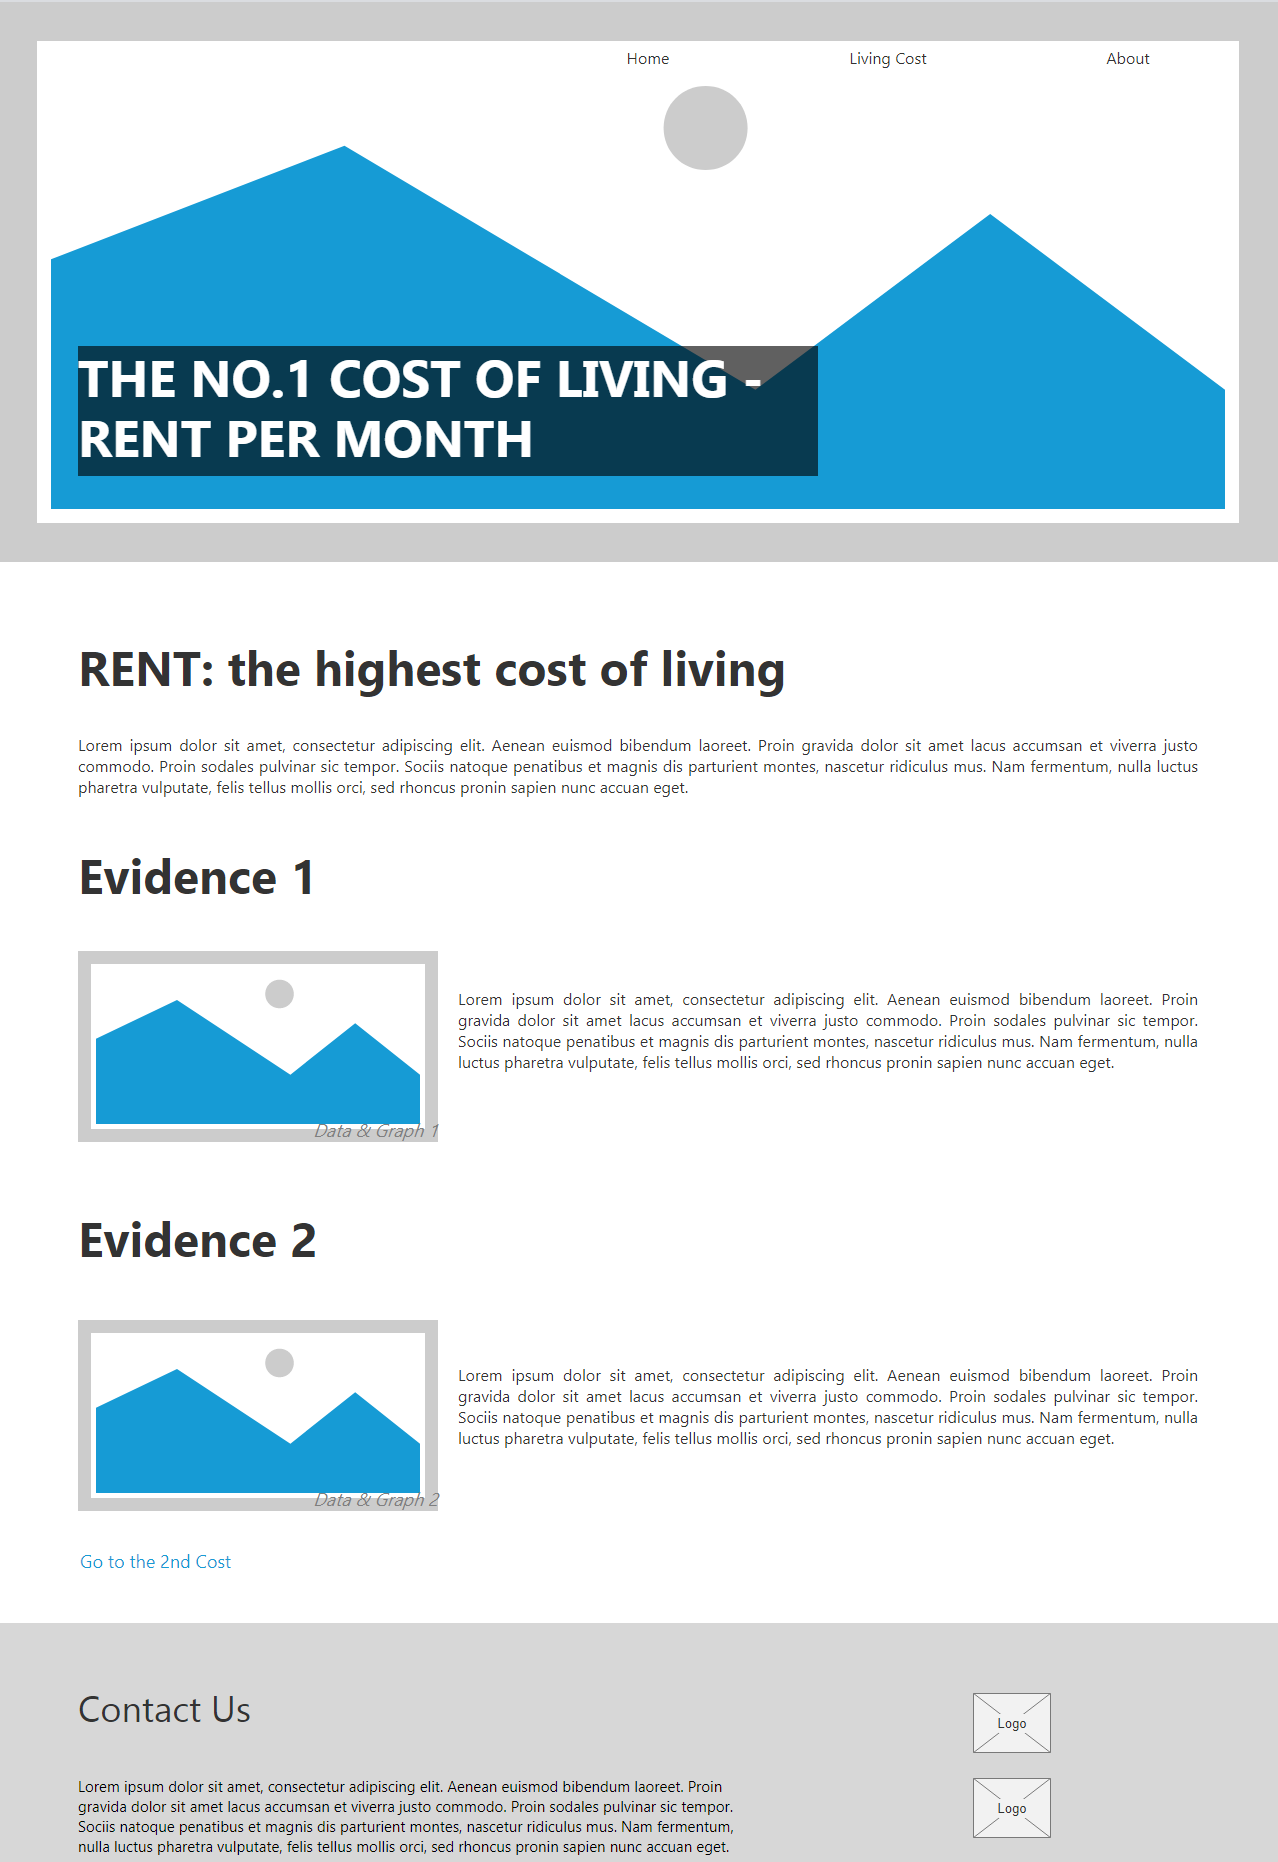 Home
Living Cost
About
THE NO.1 COST OF LIVING -
RENT PER MONTH
RENT: the highest cost of living
Lorem ipsum dolor sit amet, consectetur adipiscing elit. Aenean euismod bibendum laoreet. Proin gravida dolor sit amet lacus accumsan et viverra justo
commodo. Proin sodales pulvinar sic tempor. Sociis natoque penatibus et magnis dis parturient montes, nascetur ridiculus mus. Nam fermentum, nulla luctus
pharetra vulputate, felis tellus mollis orci, sed rhoncus pronin sapien nunc accuan eget.
Evidence 1
Lorem ipsum dolor sit amet, consectetur adipiscing elit. Aenean euismod bibendum laoreet. Proin
gravida dolor sit amet lacus accumsan et viverra justo commodo. Proin sodales pulvinar sic tempor.
Sociis natoque penatibus et magnis dis parturient montes, nascetur ridiculus mus. Nam fermentum, nulla
luctus pharetra vulputate, felis tellus mollis orci, sed rhoncus pronin sapien nunc accuan eget.
Data & Graph 1
Evidence 2
Lorem ipsum dolor sit amet, consectetur adipiscing elit. Aenean euismod bibendum laoreet. Proin
gravida dolor sit amet lacus accumsan et viverra justo commodo. Proin sodales pulvinar sic tempor.
Sociis natoque penatibus et magnis dis parturient montes, nascetur ridiculus mus. Nam fermentum, nulla
luctus pharetra vulputate, felis tellus mollis orci, sed rhoncus pronin sapien nunc accuan eget.
Data & Graph 2
Go to the 2nd Cost
Contact Us
Lorem ipsum dolor sit amet, consectetur adipiscing elit. Aenean euismod bibendum laoreet. Proin
gravida dolor sit amet lacus accumsan et viverra justo commodo. Proin sodales pulvinar sic tempor.
Sociis natoque penatibus et magnis dis parturient montes, nascetur ridiculus mus. Nam fermentum,
nulla luctus pharetra vulputate, felis tellus mollis orci, sed rhoncus pronin sapien nunc accuan eget.
Logo
Logo